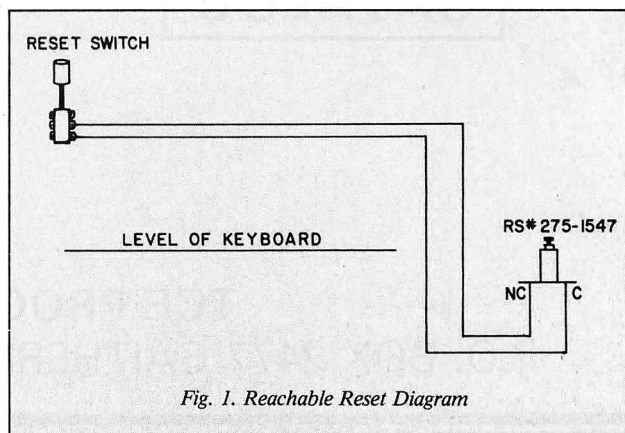 RESET SWITCH
RS# 275-1547
LEVEL OF KEYBOARD
NC C
Fig. 1. Reachable Reset Diagram